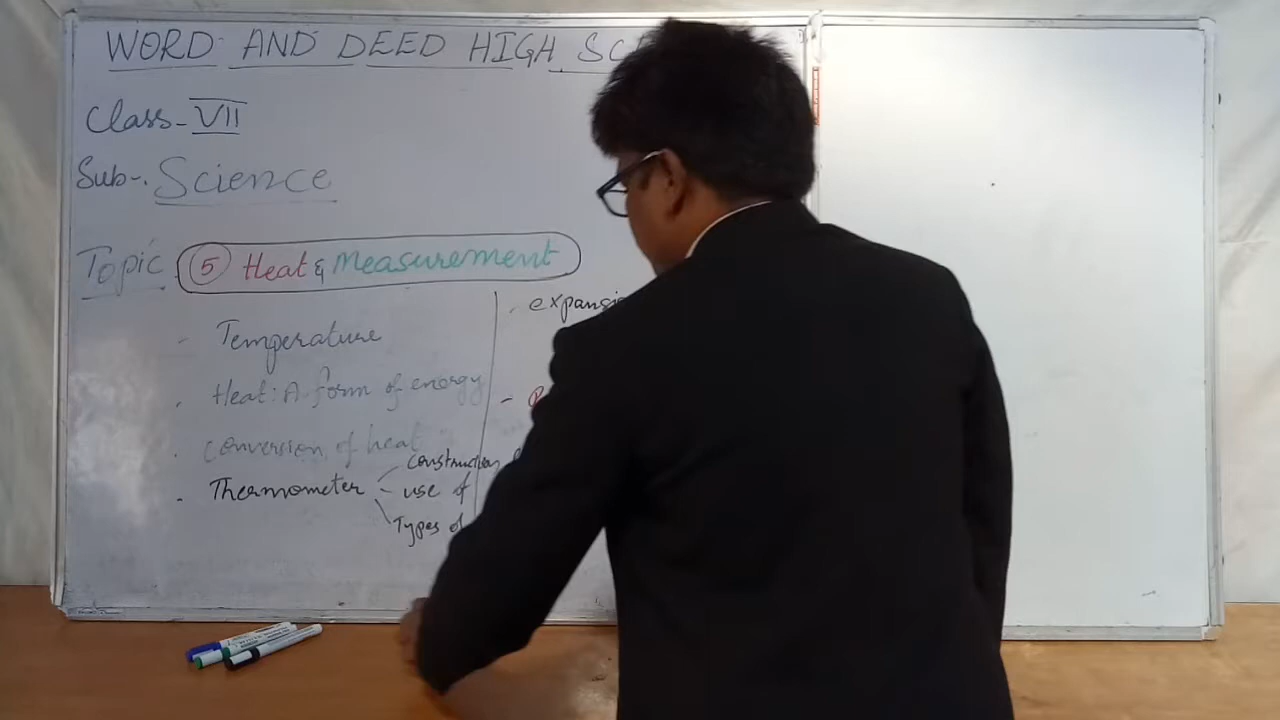 WORD AND DEED HIGH SC
Class - VII
Sub-. Science
Topic ⑤ Heat & Measurement
- Temperature
. Heat: A form of energy
. conversion of heat
. Thermometer
construction
- use of
Types of
. expansi
-